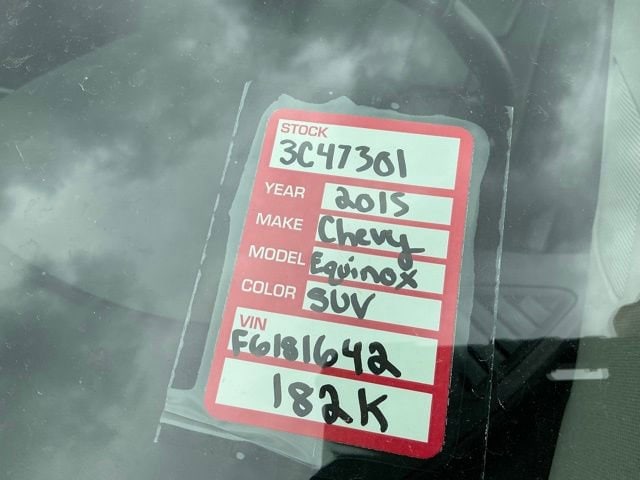 STOCK
3C47301
YEAR 2015
MAKE Chevy
MODEL Equinox
COLOR SUV
VIN
F6181642
182K